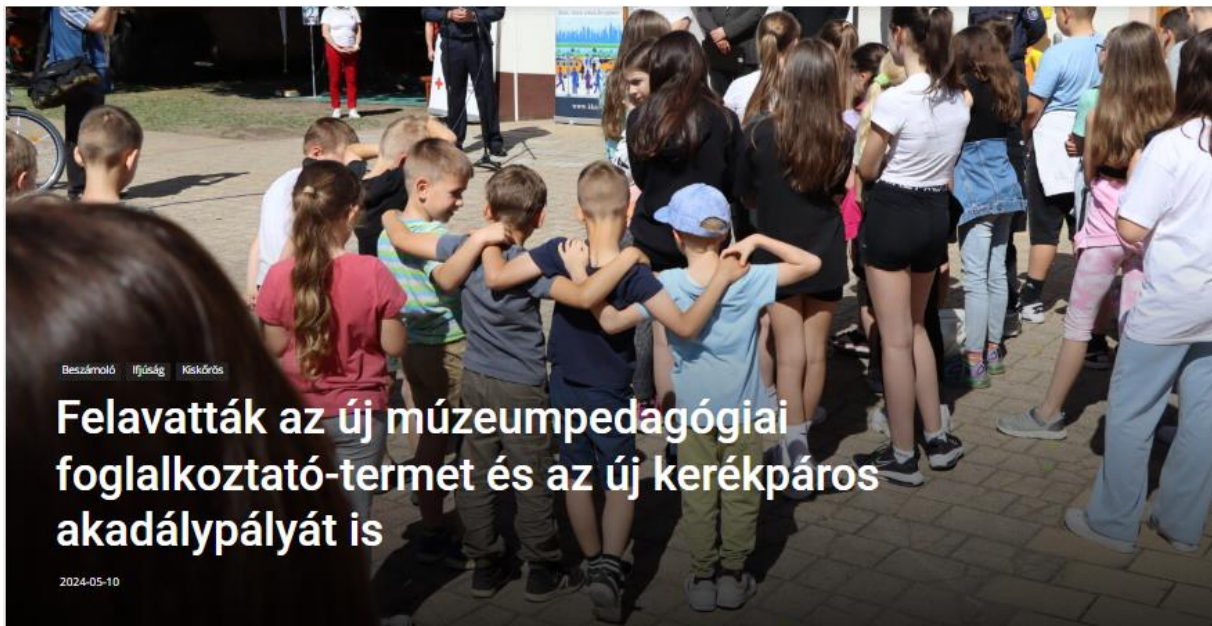 Beszámoló Ifjúság Kiskőrös
Felavatták az új múzeumpedagógiai
foglalkoztató-termet és az új kerékpáros
akadálypályát is
2024-05-10